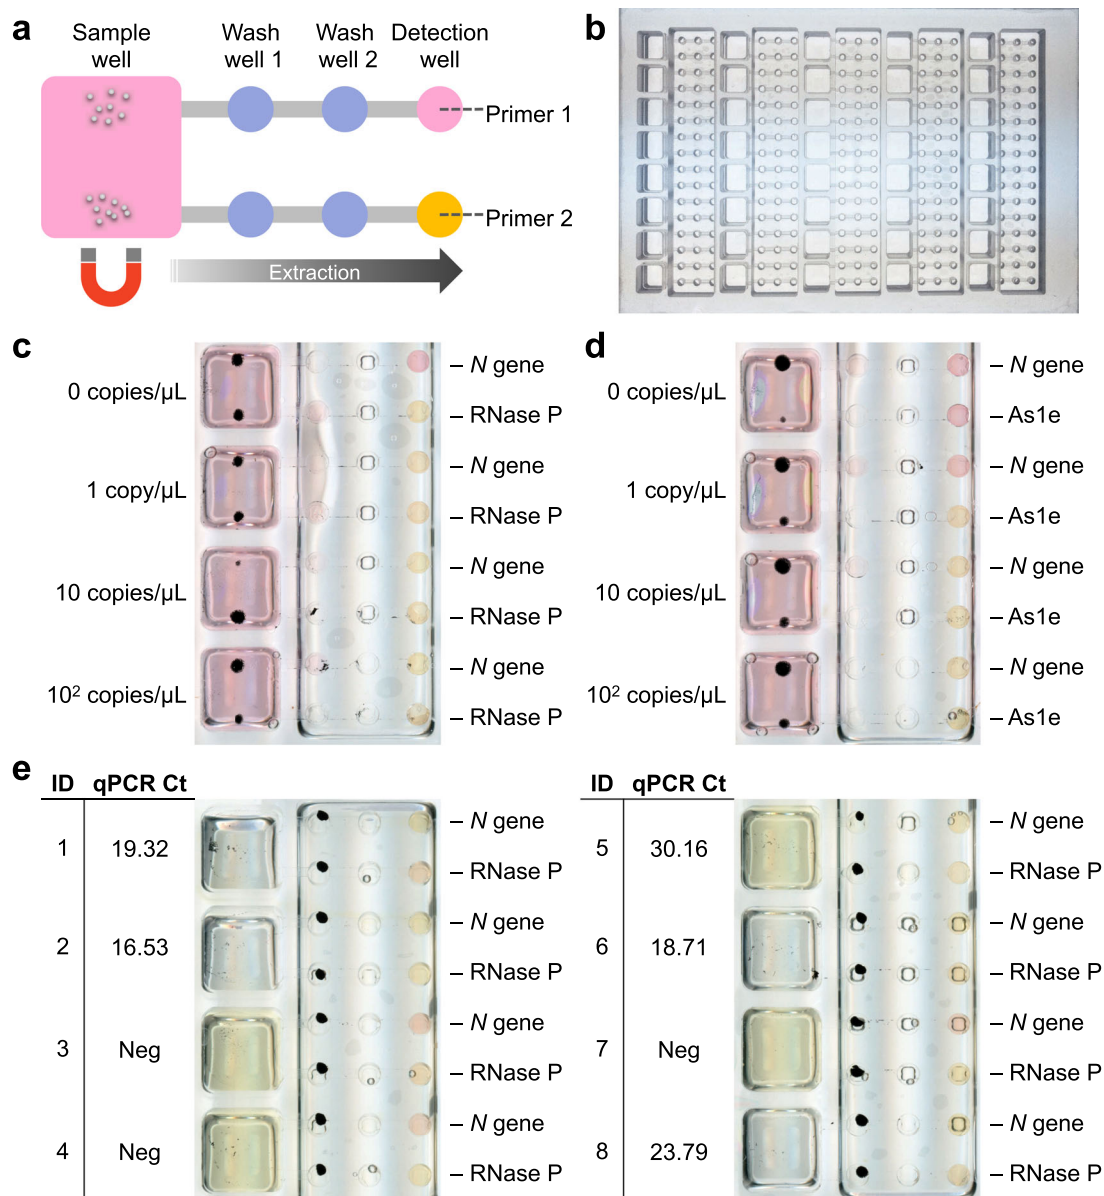 a
Sample well
Wash well 1
Wash well 2
Detection well
Primer 1
Primer 2
Extraction
b
c
0 copies/µL
1 copy/µL
10 copies/µL
10² copies/µL
– N gene
– RNase P
– N gene
– RNase P
– N gene
– RNase P
– N gene
– RNase P
d
0 copies/µL
1 copy/µL
10 copies/µL
10² copies/µL
– N gene
– As1e
– N gene
– As1e
– N gene
– As1e
– N gene
– As1e
e
ID qPCR Ct
1 19.32
2 16.53
3 Neg
4 Neg
– N gene
– RNase P
– N gene
– RNase P
– N gene
– RNase P
– N gene
– RNase P
ID qPCR Ct
5 30.16
6 18.71
7 Neg
8 23.79
– N gene
– RNase P
– N gene
– RNase P
– N gene
– RNase P
– N gene
– RNase P